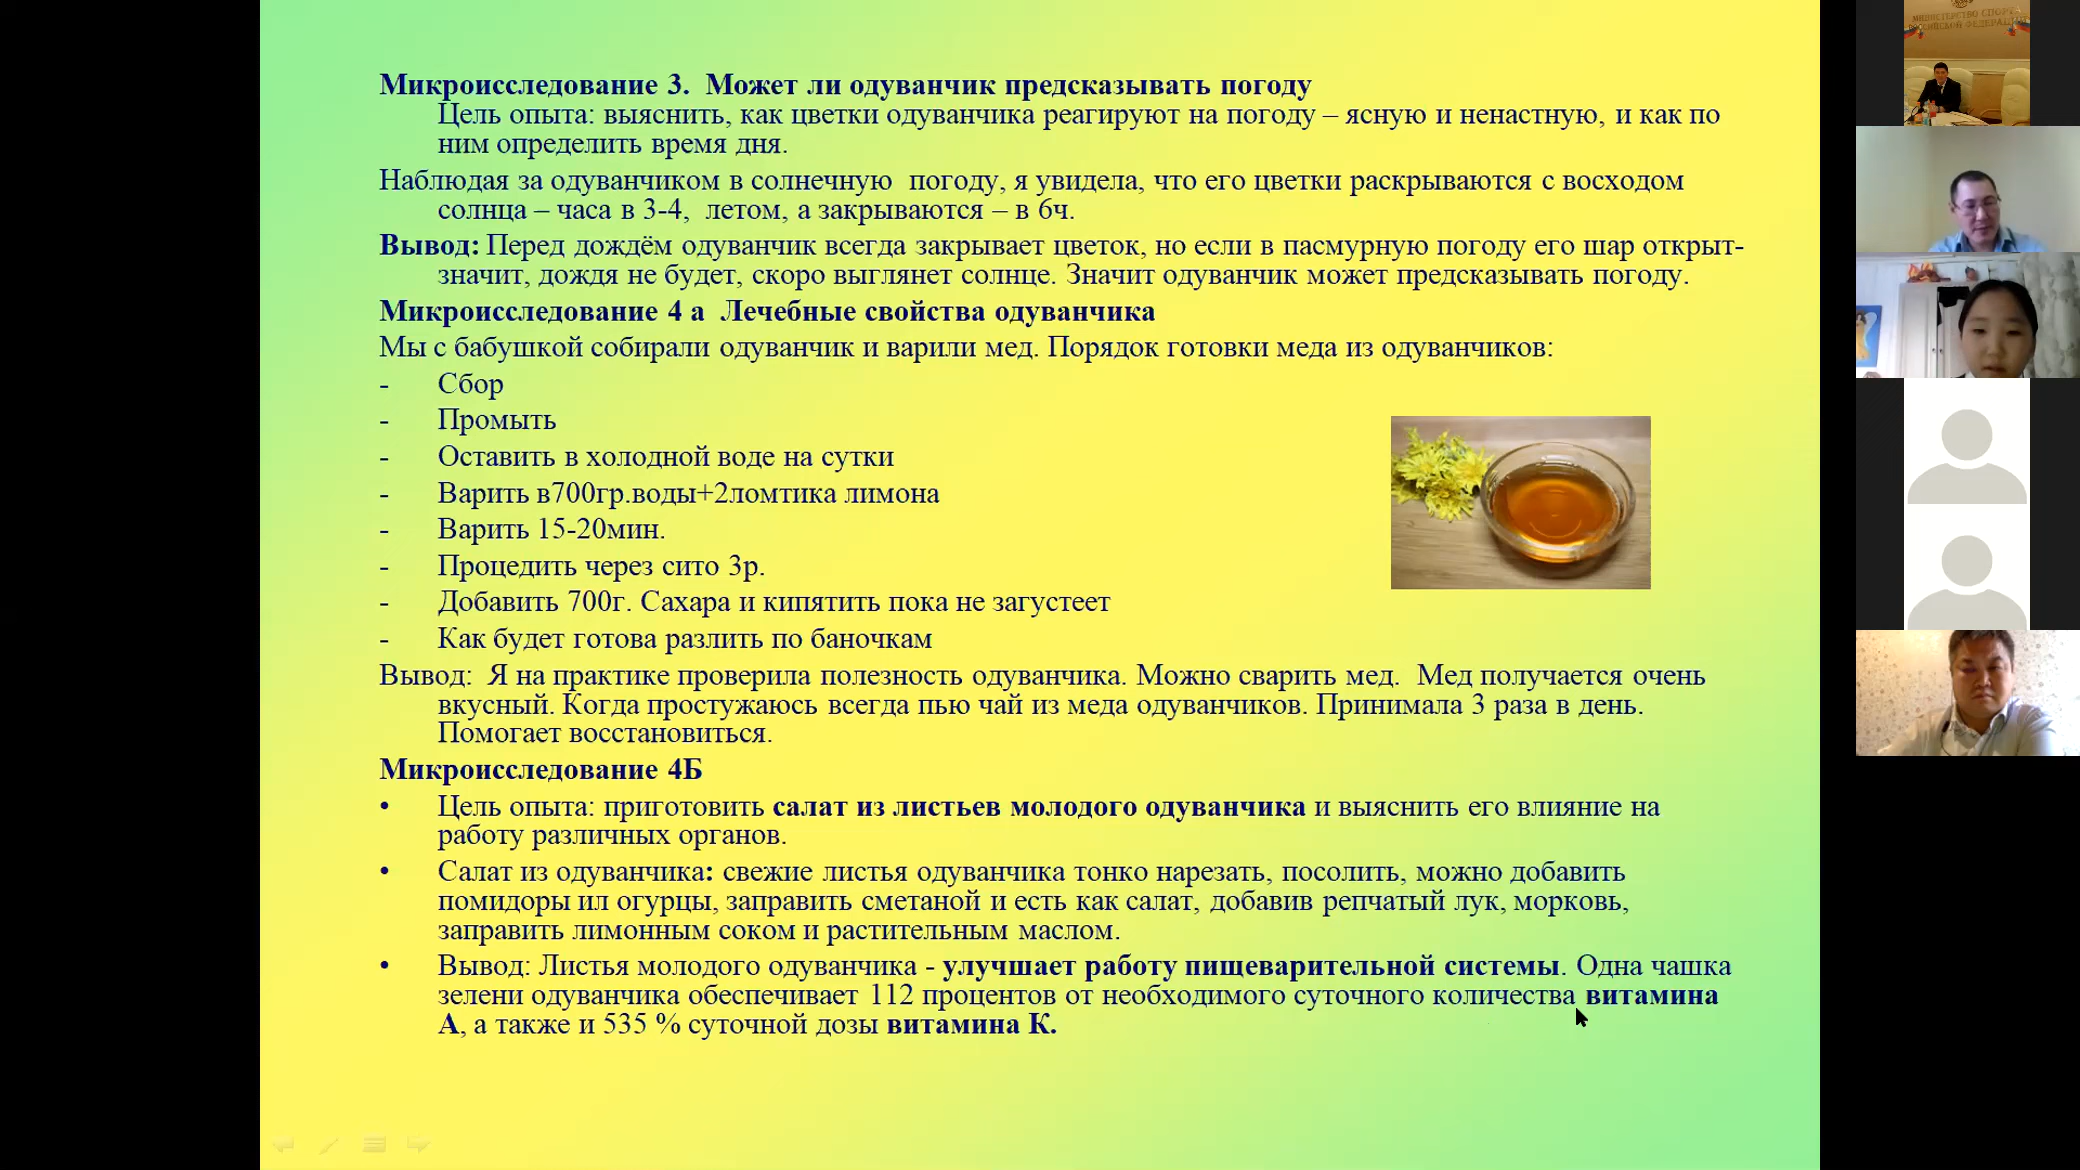 Микроисследование 3. Может ли одуванчик предсказывать погоду
Цель опыта: выяснить, как цветки одуванчика реагируют на погоду – ясную и ненастную, и как по
ним определить время дня.
Наблюдая за одуванчиком в солнечную погоду, я увидела, что его цветки раскрываются с восходом
солнца – часа в 3-4, летом, а закрываются – в 6ч.
Вывод: Перед дождём одуванчик всегда закрывает цветок, но если в пасмурную погоду его шар открыт-
значит, дождя не будет, скоро выглянет солнце. Значит одуванчик может предсказывать погоду.
Микроисследование 4 а Лечебные свойства одуванчика
Мы с бабушкой собирали одуванчик и варили мед. Порядок готовки меда из одуванчиков:
- Сбор
- Промыть
- Оставить в холодной воде на сутки
- Варить в700гр.воды+2ломтика лимона
- Варить 15-20мин.
- Процедить через сито 3р.
- Добавить 700г. Сахара и кипятить пока не загустеет
- Как будет готова разлить по баночкам
Вывод: Я на практике проверила полезность одуванчика. Можно сварить мед. Мед получается очень
вкусный. Когда простужаюсь всегда пью чай из меда одуванчиков. Принимала 3 раза в день.
Помогает восстановиться.
Микроисследование 4Б
• Цель опыта: приготовить салат из листьев молодого одуванчика и выяснить его влияние на
работу различных органов.
• Салат из одуванчика: свежие листья одуванчика тонко нарезать, посолить, можно добавить
помидоры ил огурцы, заправить сметаной и есть как салат, добавив репчатый лук, морковь,
заправить лимонным соком и растительным маслом.
• Вывод: Листья молодого одуванчика - улучшает работу пищеварительной системы. Одна чашка
зелени одуванчика обеспечивает 112 процентов от необходимого суточного количества витамина
А, а также и 535 % суточной дозы витамина К.
МИНИСТЕРСТВО СПОРТА
РОССИЙСКОЙ ФЕДЕРАЦИИ